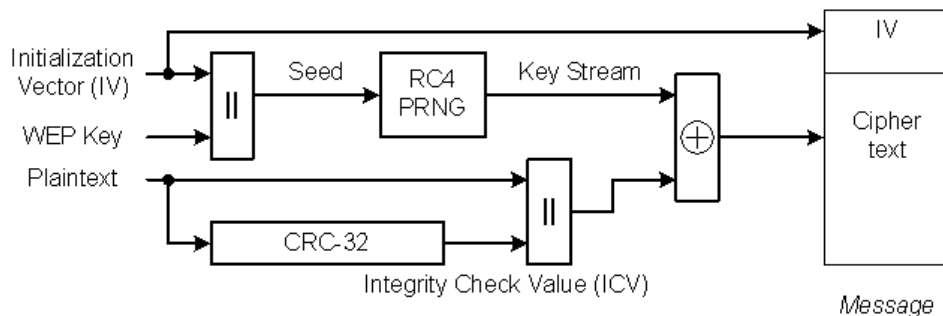 Initialization
Vector (IV)
WEP Key
Plaintext
||
Seed
RC4
PRNG
Key Stream
CRC-32
||
Integrity Check Value (ICV)
IV
Cipher
text
Message